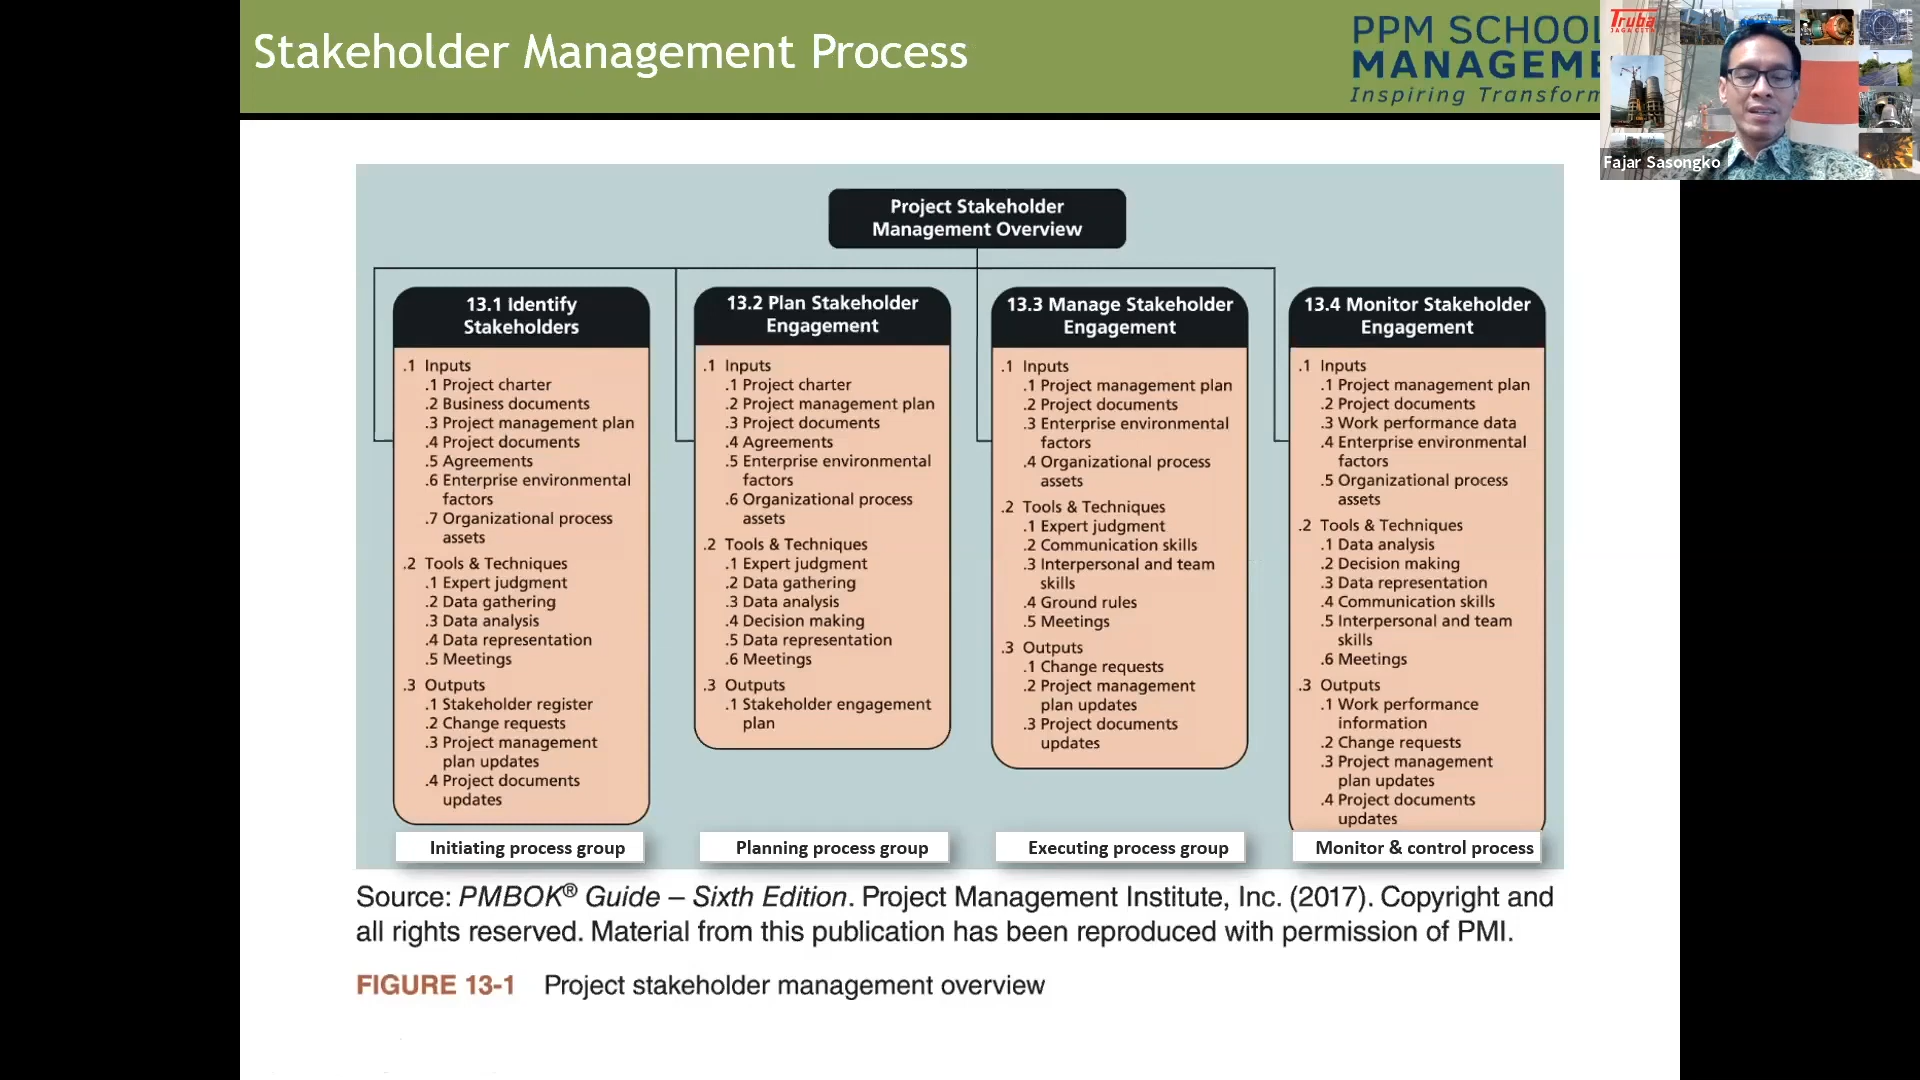 Stakeholder Management Process
PPM SCHOOL
MANAGEME
Inspiring Transform
Truba
JAGA CITA
Fajar Sasongko
Project Stakeholder
Management Overview
13.1 Identify
Stakeholders
.1 Inputs
.1 Project charter
.2 Business documents
.3 Project management plan
.4 Project documents
.5 Agreements
.6 Enterprise environmental
factors
.7 Organizational process
assets
.2 Tools & Techniques
.1 Expert judgment
.2 Data gathering
.3 Data analysis
.4 Data representation
.5 Meetings
.3 Outputs
.1 Stakeholder register
.2 Change requests
.3 Project management
plan updates
.4 Project documents
updates
Initiating process group
13.2 Plan Stakeholder
Engagement
.1 Inputs
.1 Project charter
.2 Project management plan
.3 Project documents
.4 Agreements
.5 Enterprise environmental
factors
.6 Organizational process
assets
.2 Tools & Techniques
.1 Expert judgment
.2 Data gathering
.3 Data analysis
.4 Decision making
.5 Data representation
.6 Meetings
.3 Outputs
.1 Stakeholder engagement
plan
Planning process group
13.3 Manage Stakeholder
Engagement
.1 Inputs
.1 Project management plan
.2 Project documents
.3 Enterprise environmental
factors
.4 Organizational process
assets
.2 Tools & Techniques
.1 Expert judgment
.2 Communication skills
.3 Interpersonal and team
skills
.4 Ground rules
.5 Meetings
.3 Outputs
.1 Change requests
.2 Project management
plan updates
.3 Project documents
updates
Executing process group
13.4 Monitor Stakeholder
Engagement
.1 Inputs
.1 Project management plan
.2 Project documents
.3 Work performance data
.4 Enterprise environmental
factors
.5 Organizational process
assets
.2 Tools & Techniques
.1 Data analysis
.2 Decision making
.3 Data representation
.4 Communication skills
.5 Interpersonal and team
skills
.6 Meetings
.3 Outputs
.1 Work performance
information
.2 Change requests
.3 Project management
plan updates
.4 Project documents
updates
Monitor & control process
Source: PMBOK® Guide – Sixth Edition. Project Management Institute, Inc. (2017). Copyright and
all rights reserved. Material from this publication has been reproduced with permission of PMI.
FIGURE 13-1 Project stakeholder management overview